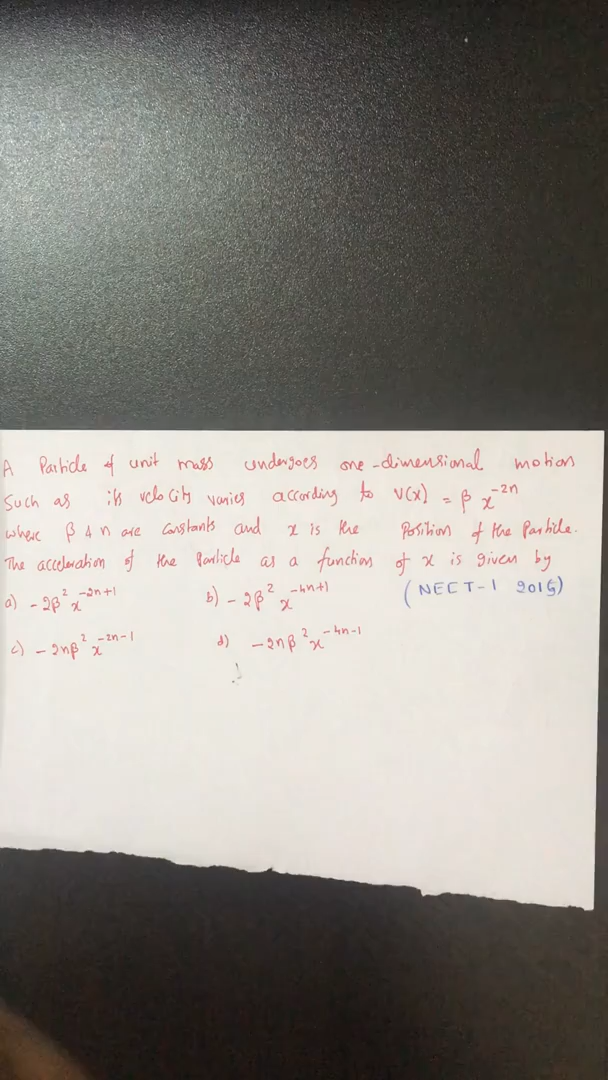 A Particle of unit mass undergoes one-dimensional motion
Such as its velocity varies according to V(x) = β x⁻²ⁿ
where β & n are constants and x is the Position of the Particle.
The acceleration of the Particle as a function of x is given by
a) -2β² x⁻²ⁿ⁺¹ b) -2β² x⁻⁴ⁿ⁺¹ (NEET-1 2015)
c) -2nβ² x⁻²ⁿ⁻¹ d) -2nβ² x⁻⁴ⁿ⁻¹